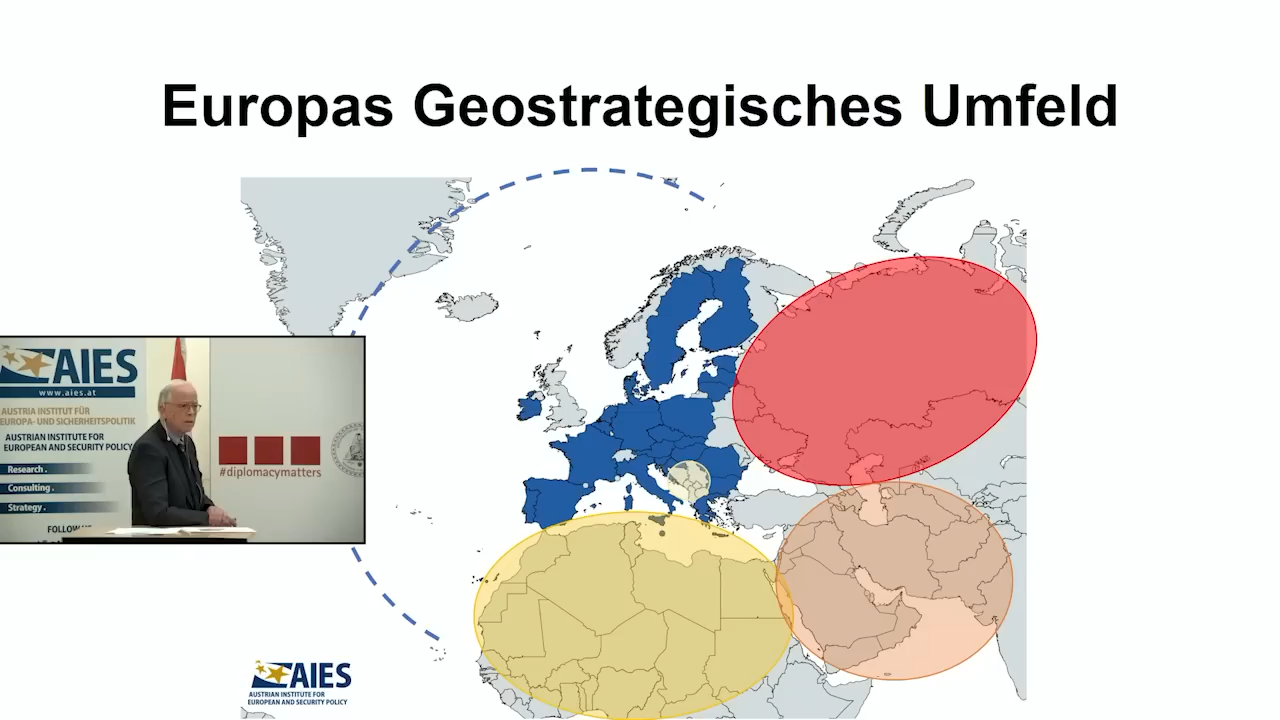 Europas Geostrategisches Umfeld
AIES
www.aies.at
AUSTRIA INSTITUT FÜR
EUROPA- UND SICHERHEITSPOLITIK
AUSTRIAN INSTITUTE FOR
EUROPEAN AND SECURITY POLICY
Research .
Consulting .
Strategy .
FOLLOW
#diplomacymatters
AIES
AUSTRIAN INSTITUTE FOR
EUROPEAN AND SECURITY POLICY